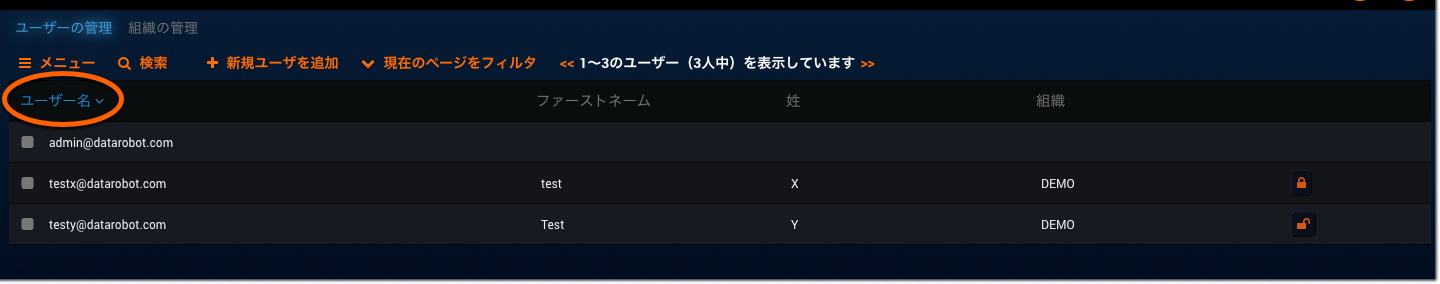 ユーザーの管理 組織の管理
メニュー 検索 新規ユーザを追加 現在のページをフィルタ << 1〜3のユーザー（3人中）を表示しています >>
ユーザー名 ファーストネーム 姓 組織
admin@datarobot.com
testx@datarobot.com test X DEMO
testy@datarobot.com Test Y DEMO